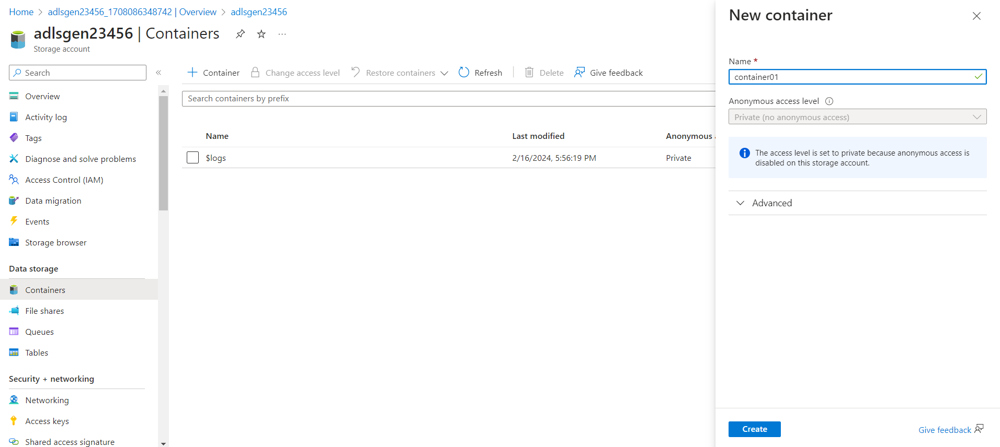 Home > adlsgen23456_1708086348742 | Overview > adlsgen23456
adlsgen23456 | Containers ...
Storage account
Search «
Overview
Activity log
Tags
Diagnose and solve problems
Access Control (IAM)
Data migration
Events
Storage browser
Data storage
Containers
File shares
Queues
Tables
Security + networking
Networking
Access keys
Shared access signature
+ Container Change access level Restore containers Refresh | Delete Give feedback
Search containers by prefix
Name Last modified Anonymous
$logs 2/16/2024, 5:56:19 PM Private
New container
Name *
container01
Anonymous access level
Private (no anonymous access)
The access level is set to private because anonymous access is
disabled on this storage account.
Advanced
Create Give feedback